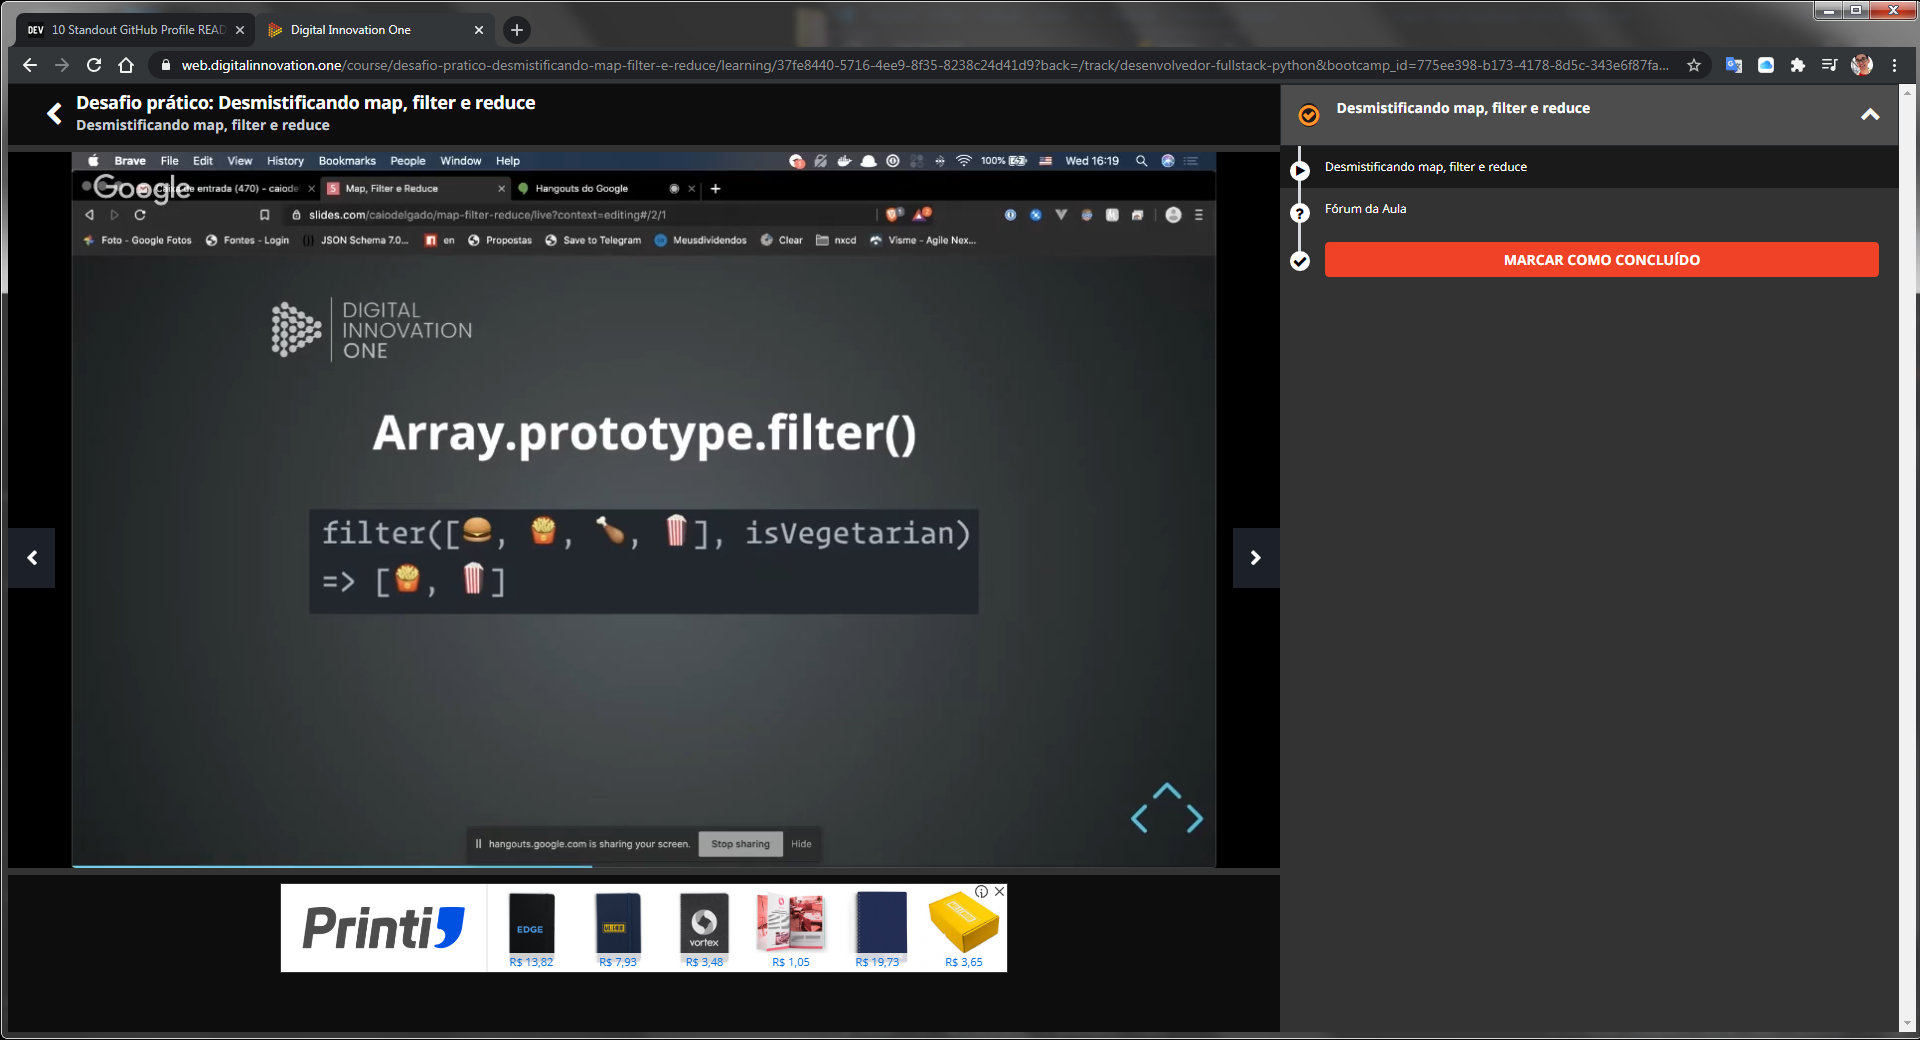 DEV 10 Standout GitHub Profile READ
Digital Innovation One
web.digitalinnovation.one/course/desafio-pratico-desmistificando-map-filter-e-reduce/learning/37fe8440-5716-4ee9-8f35-8238c24d41d9?back=/track/desenvolvedor-fullstack-python&bootcamp_id=775ee398-b173-4178-8d5c-343e6f87fa...
Desafio prático: Desmistificando map, filter e reduce
Desmistificando map, filter e reduce
Brave File Edit View History Bookmarks People Window Help
100% Wed 16:19
Google
de entrada (470) - caiode
Map, Filter e Reduce
Hangouts do Google
slides.com/caiodelgado/map-filter-reduce/live?context=editing#/2/1
Foto - Google Fotos Fontes - Login JSON Schema 7.0... en Propostas Save to Telegram Meusdividendos Clear nxcd Visme - Agile Nex...
DIGITAL
INNOVATION
ONE
Array.prototype.filter()
filter([🍔, 🍟, 🍗, 🍿], isVegetarian)
=> [🍟, 🍿]
hangouts.google.com is sharing your screen. Stop sharing Hide
Printi
EDGE
vortex
R$ 13,82 R$ 7,93 R$ 3,48 R$ 1,05 R$ 19,73 R$ 3,65
Desmistificando map, filter e reduce
Desmistificando map, filter e reduce
Fórum da Aula
MARCAR COMO CONCLUÍDO